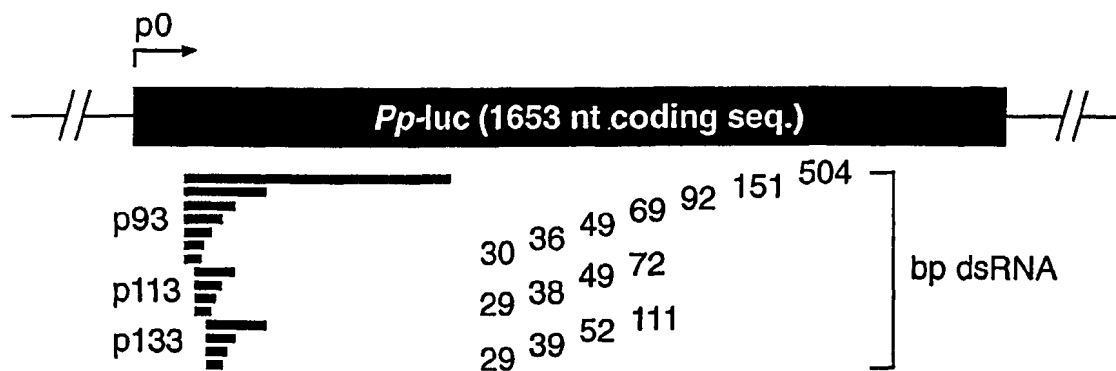 p0
Pp-luc (1653 nt coding seq.)
p93
30 36 49 69 92 151 504
p113
29 38 49 72
bp dsRNA
p133
29 39 52 111